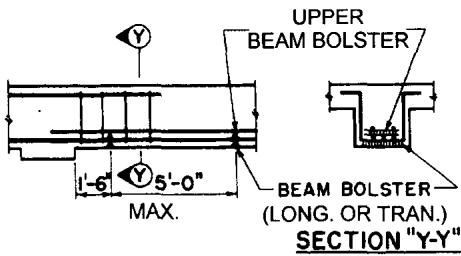 UPPER
BEAM BOLSTER
Y
Y
1'-6" 5'-0"
MAX.
BEAM BOLSTER
(LONG. OR TRAN.)
SECTION "Y-Y"